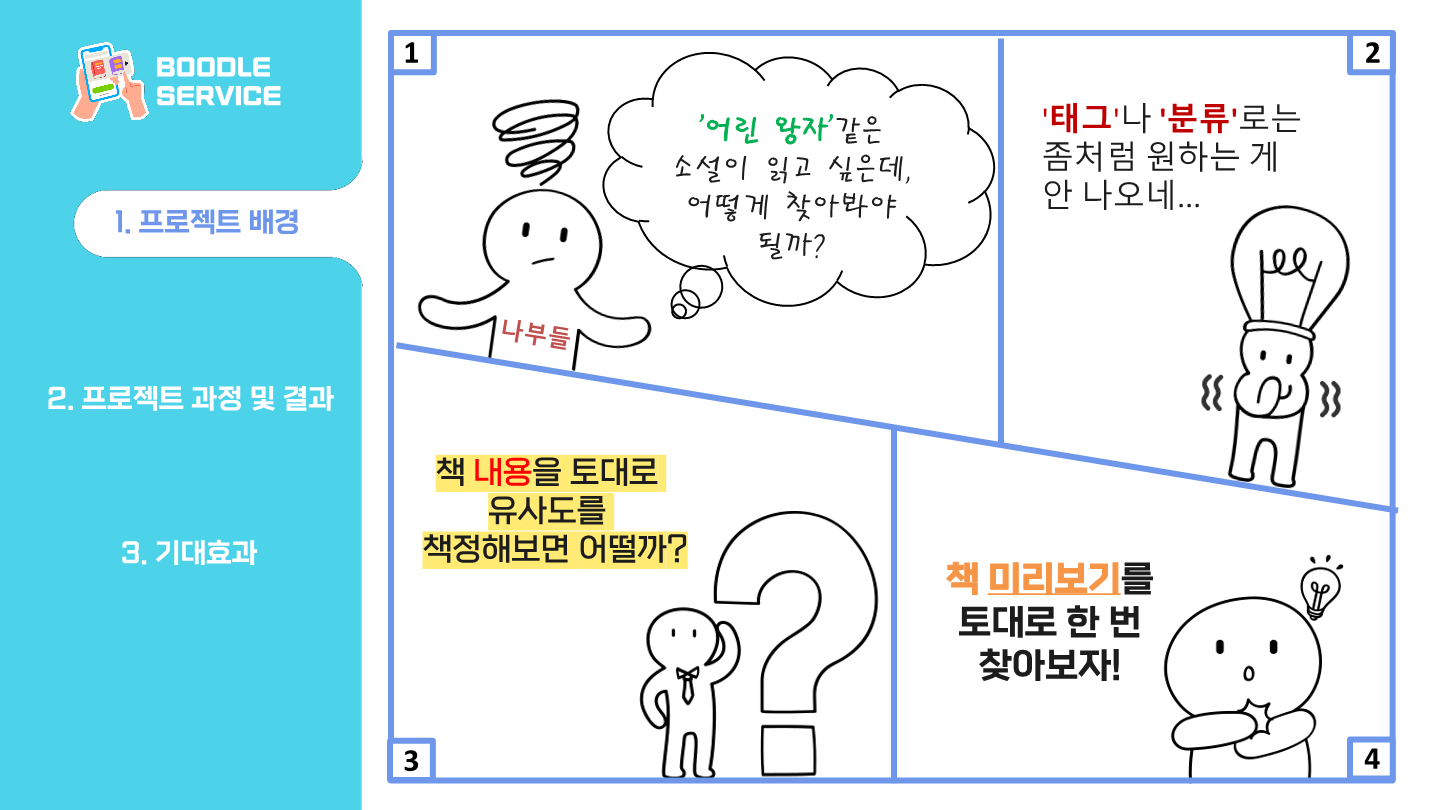 BOODLE
SERVICE
1. 프로젝트 배경
2. 프로젝트 과정 및 결과
3. 기대효과
1
'어린 왕자'같은
소설이 읽고 싶은데,
어떻게 찾아봐야
될까?
나부들
2
'태그'나 '분류'로는
좀처럼 원하는 게
안 나오네...
3
책 내용을 토대로
유사도를
책정해보면 어떨까?
4
책 미리보기를
토대로 한 번
찾아보자!